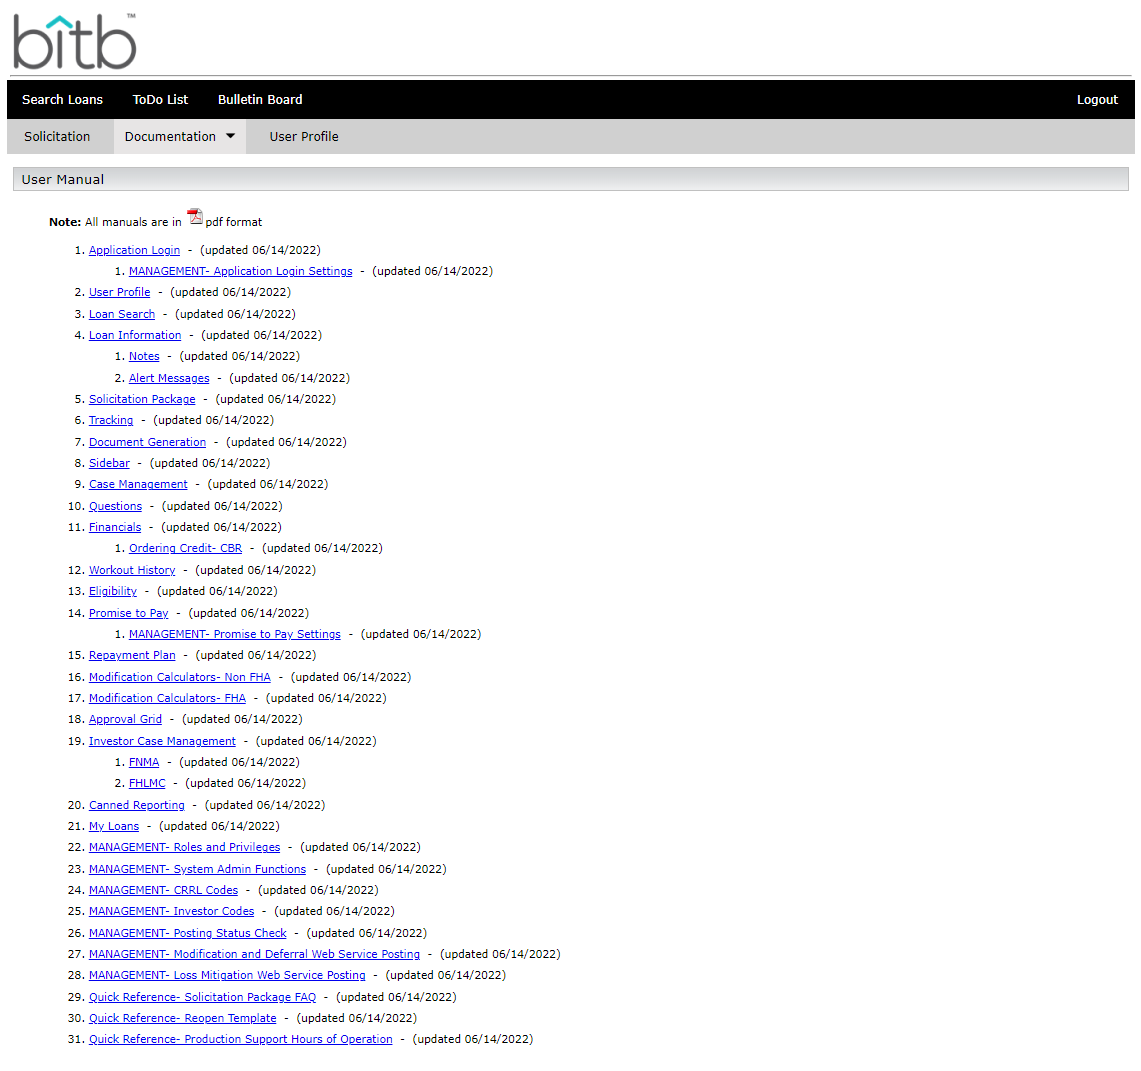 bitb™
Search Loans ToDo List Bulletin Board Logout
Solicitation Documentation User Profile
User Manual
Note: All manuals are in pdf format
1. Application Login - (updated 06/14/2022)
1. MANAGEMENT- Application Login Settings - (updated 06/14/2022)
2. User Profile - (updated 06/14/2022)
3. Loan Search - (updated 06/14/2022)
4. Loan Information - (updated 06/14/2022)
1. Notes - (updated 06/14/2022)
2. Alert Messages - (updated 06/14/2022)
5. Solicitation Package - (updated 06/14/2022)
6. Tracking - (updated 06/14/2022)
7. Document Generation - (updated 06/14/2022)
8. Sidebar - (updated 06/14/2022)
9. Case Management - (updated 06/14/2022)
10. Questions - (updated 06/14/2022)
11. Financials - (updated 06/14/2022)
1. Ordering Credit- CBR - (updated 06/14/2022)
12. Workout History - (updated 06/14/2022)
13. Eligibility - (updated 06/14/2022)
14. Promise to Pay - (updated 06/14/2022)
1. MANAGEMENT- Promise to Pay Settings - (updated 06/14/2022)
15. Repayment Plan - (updated 06/14/2022)
16. Modification Calculators- Non FHA - (updated 06/14/2022)
17. Modification Calculators- FHA - (updated 06/14/2022)
18. Approval Grid - (updated 06/14/2022)
19. Investor Case Management - (updated 06/14/2022)
1. FNMA - (updated 06/14/2022)
2. FHLMC - (updated 06/14/2022)
20. Canned Reporting - (updated 06/14/2022)
21. My Loans - (updated 06/14/2022)
22. MANAGEMENT- Roles and Privileges - (updated 06/14/2022)
23. MANAGEMENT- System Admin Functions - (updated 06/14/2022)
24. MANAGEMENT- CRRL Codes - (updated 06/14/2022)
25. MANAGEMENT- Investor Codes - (updated 06/14/2022)
26. MANAGEMENT- Posting Status Check - (updated 06/14/2022)
27. MANAGEMENT- Modification and Deferral Web Service Posting - (updated 06/14/2022)
28. MANAGEMENT- Loss Mitigation Web Service Posting - (updated 06/14/2022)
29. Quick Reference- Solicitation Package FAQ - (updated 06/14/2022)
30. Quick Reference- Reopen Template - (updated 06/14/2022)
31. Quick Reference- Production Support Hours of Operation - (updated 06/14/2022)